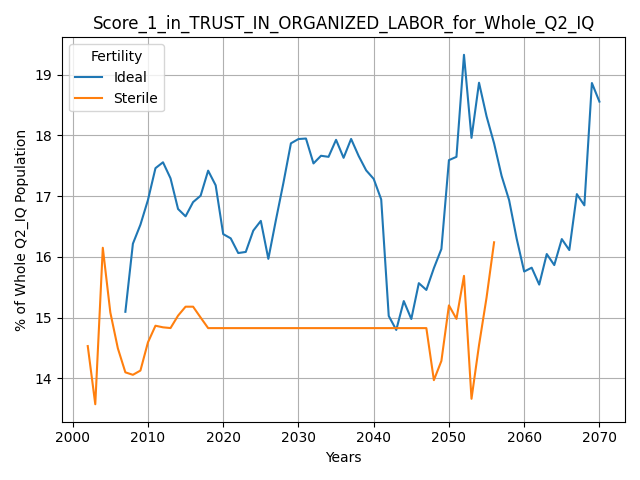 Score_1_in_TRUST_IN_ORGANIZED_LABOR_for_Whole_Q2_IQ
Fertility
Ideal
Sterile
% of Whole Q2_IQ Population
19
18
17
16
15
14
2000
2010
2020
2030
2040
2050
2060
2070
Years